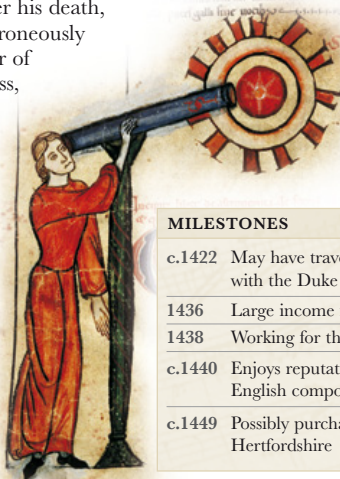 er his death,
roneously
r of
ss,
MILESTONES
c.1422 May have trave
with the Duke
1436 Large income
1438 Working for th
c.1440 Enjoys reputat
English compo
c.1449 Possibly purcha
Hertfordshire